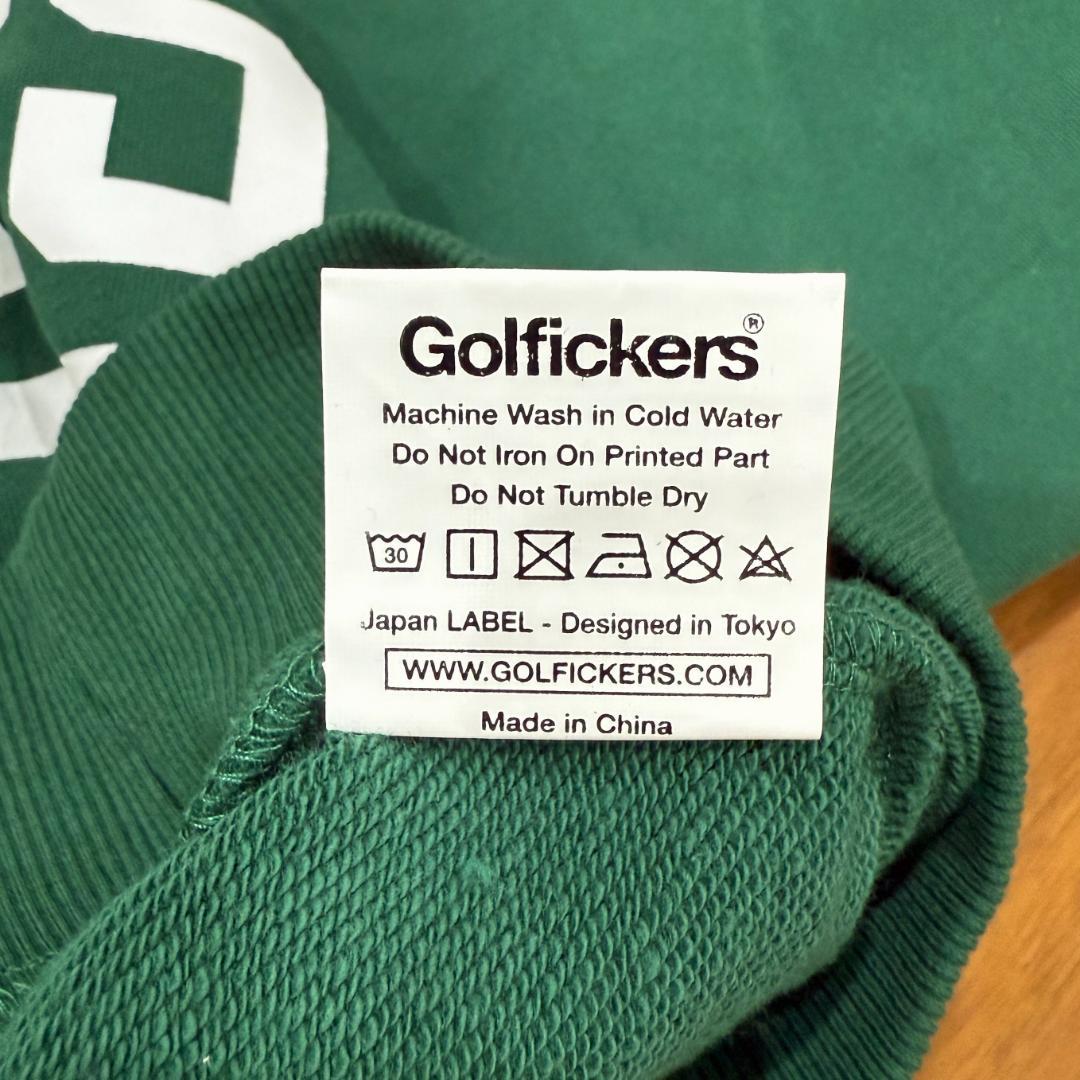 Golfickers®
Machine Wash in Cold Water
Do Not Iron On Printed Part
Do Not Tumble Dry
30
Japan LABEL - Designed in Tokyo
WWW.GOLFICKERS.COM
Made in China